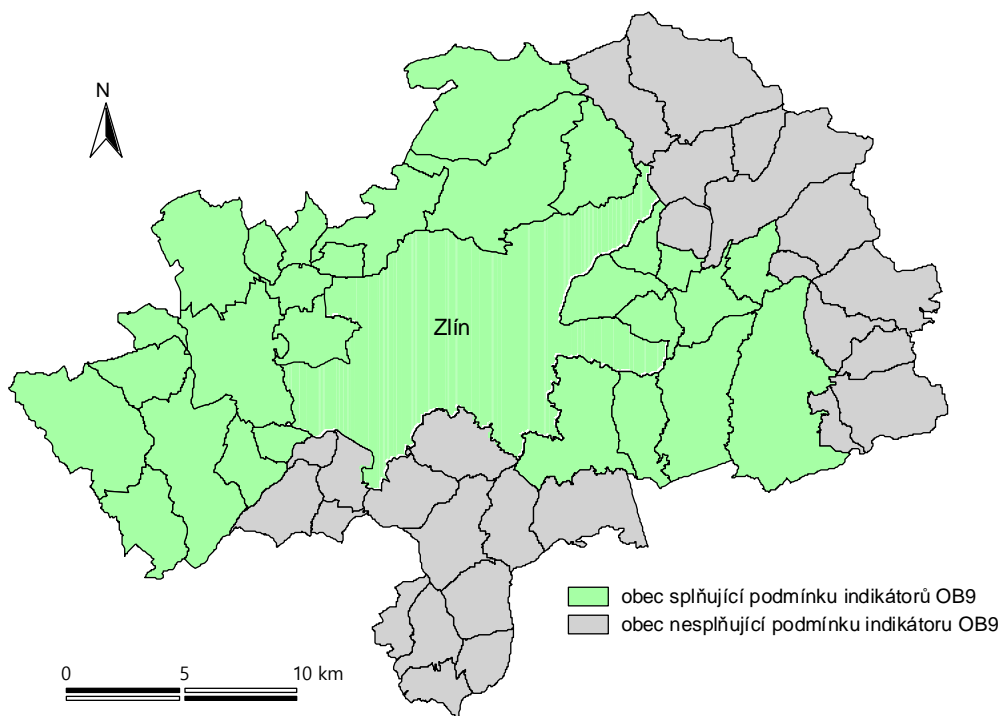 N
Zlín
obec splňující podmínku indikátorů OB9
obec nesplňující podmínku indikátoru OB9
0 5 10 km